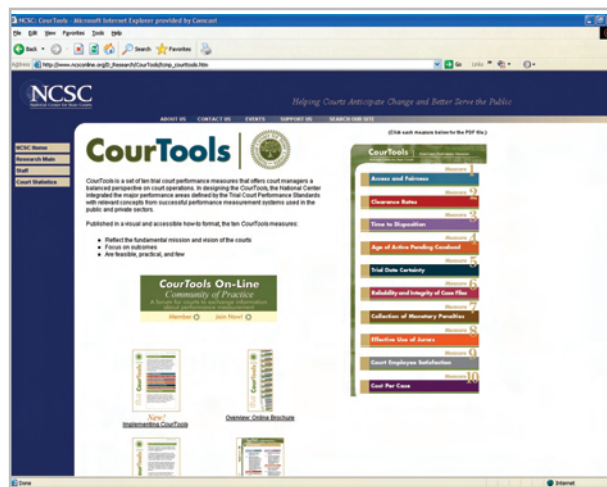 NCSC: CourTools - Microsoft Internet Explorer provided by Comcast
File Edit View Favorites Tools Help
Back Search Favorites
Address http://www.ncsconline.org/D_Research/CourTools/tcmp_courttools.htm Go Links
NCSC
National Center for State Courts
Helping Courts Anticipate Change and Better Serve the Public
ABOUT US CONTACT US EVENTS SUPPORT US SEARCH OUR SITE
NCSC Home
Research Main
Staff
Court Statistics
CourTools
CourTools is a set of ten trial court performance measures that offers court managers a
balanced perspective on court operations. In designing the CourTools, the National Center
integrated the major performance areas defined by the Trial Court Performance Standards
with relevant concepts from successful performance measurement systems used in the
public and private sectors.
Published in a visual and accessible how-to format, the ten CourTools measures:
Reflect the fundamental mission and vision of the courts
Focus on outcomes
Are feasible, practical, and few
CourTools On-Line
Community of Practice
A forum for courts to exchange information
about performance measurement
Member Join Now!
New!
Implementing CourTools
Overview: Online Brochure
(Click each measure below for the PDF file.)
CourTools
Measure 1
Access and Fairness
Measure 2
Clearance Rates
Measure 3
Time to Disposition
Measure 4
Age of Active Pending Caseload
Measure 5
Trial Date Certainty
Measure 6
Reliability and Integrity of Case Files
Measure 7
Collection of Monetary Penalties
Measure 8
Effective Use of Jurors
Measure 9
Court Employee Satisfaction
Measure 10
Cost Per Case
Done Internet